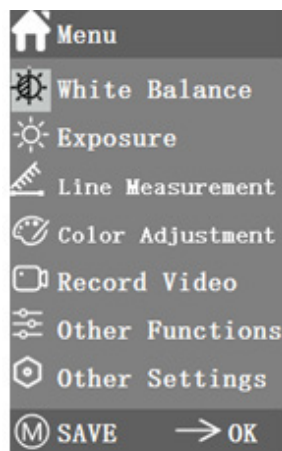 Menu
White Balance
Exposure
Line Measurement
Color Adjustment
Record Video
Other Functions
Other Settings
M SAVE OK